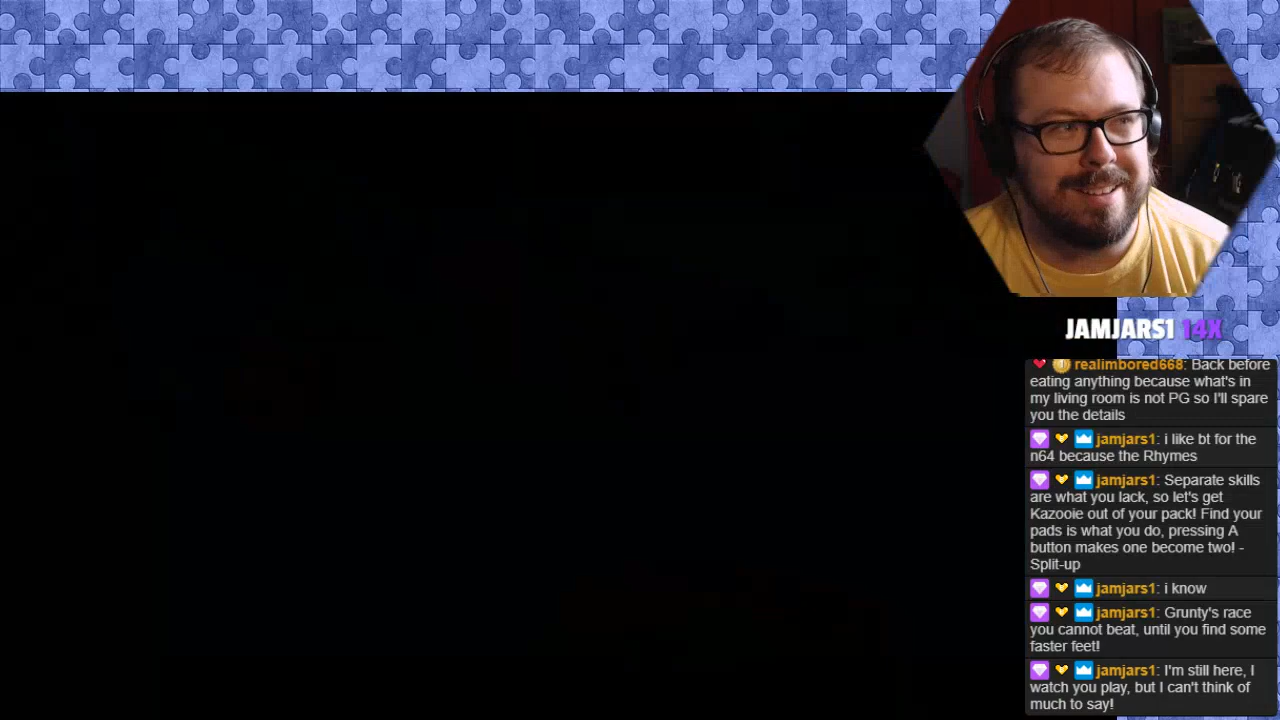 JAMJARS1 14X
realimbored668: Back before
eating anything because what's in
my living room is not PG so I'll spare
you the details
jamjars1: i like bt for the
n64 because the Rhymes
jamjars1: Separate skills
are what you lack, so let's get
Kazooie out of your pack! Find your
pads is what you do, pressing A
button makes one become two! -
Split-up
jamjars1: i know
jamjars1: Grunty's race
you cannot beat, until you find some
faster feet!
jamjars1: I'm still here, I
watch you play, but I can't think of
much to say!